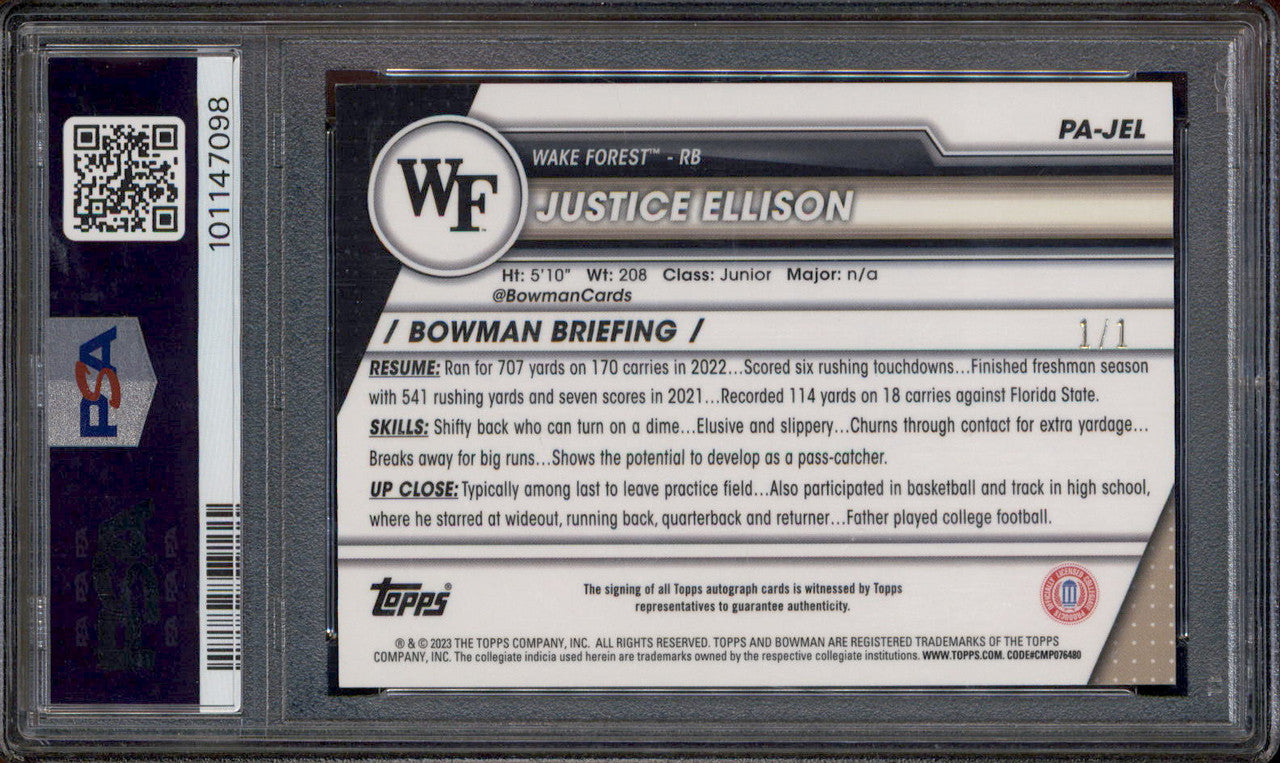 101147098
PSA
PA-JEL
WF
WAKE FOREST™ - RB
JUSTICE ELLISON
Ht: 5'10" Wt: 208 Class: Junior Major: n/a
@BowmanCards
/ BOWMAN BRIEFING /
1/1
RESUME: Ran for 707 yards on 170 carries in 2022...Scored six rushing touchdowns...Finished freshman season
with 541 rushing yards and seven scores in 2021...Recorded 114 yards on 18 carries against Florida State.
SKILLS: Shifty back who can turn on a dime...Elusive and slippery...Churns through contact for extra yardage...
Breaks away for big runs...Shows the potential to develop as a pass-catcher.
UP CLOSE: Typically among last to leave practice field...Also participated in basketball and track in high school,
where he starred at wideout, running back, quarterback and returner...Father played college football.
Topps®
The signing of all Topps autograph cards is witnessed by Topps
representatives to guarantee authenticity.
OFFICIALLY LICENSED COLLEGIATE PRODUCTS
® & © 2023 THE TOPPS COMPANY, INC. ALL RIGHTS RESERVED. TOPPS AND BOWMAN ARE REGISTERED TRADEMARKS OF THE TOPPS
COMPANY, INC. The collegiate indicia used herein are trademarks owned by the respective collegiate institutions. WWW.TOPPS.COM. CODE#CMP076480